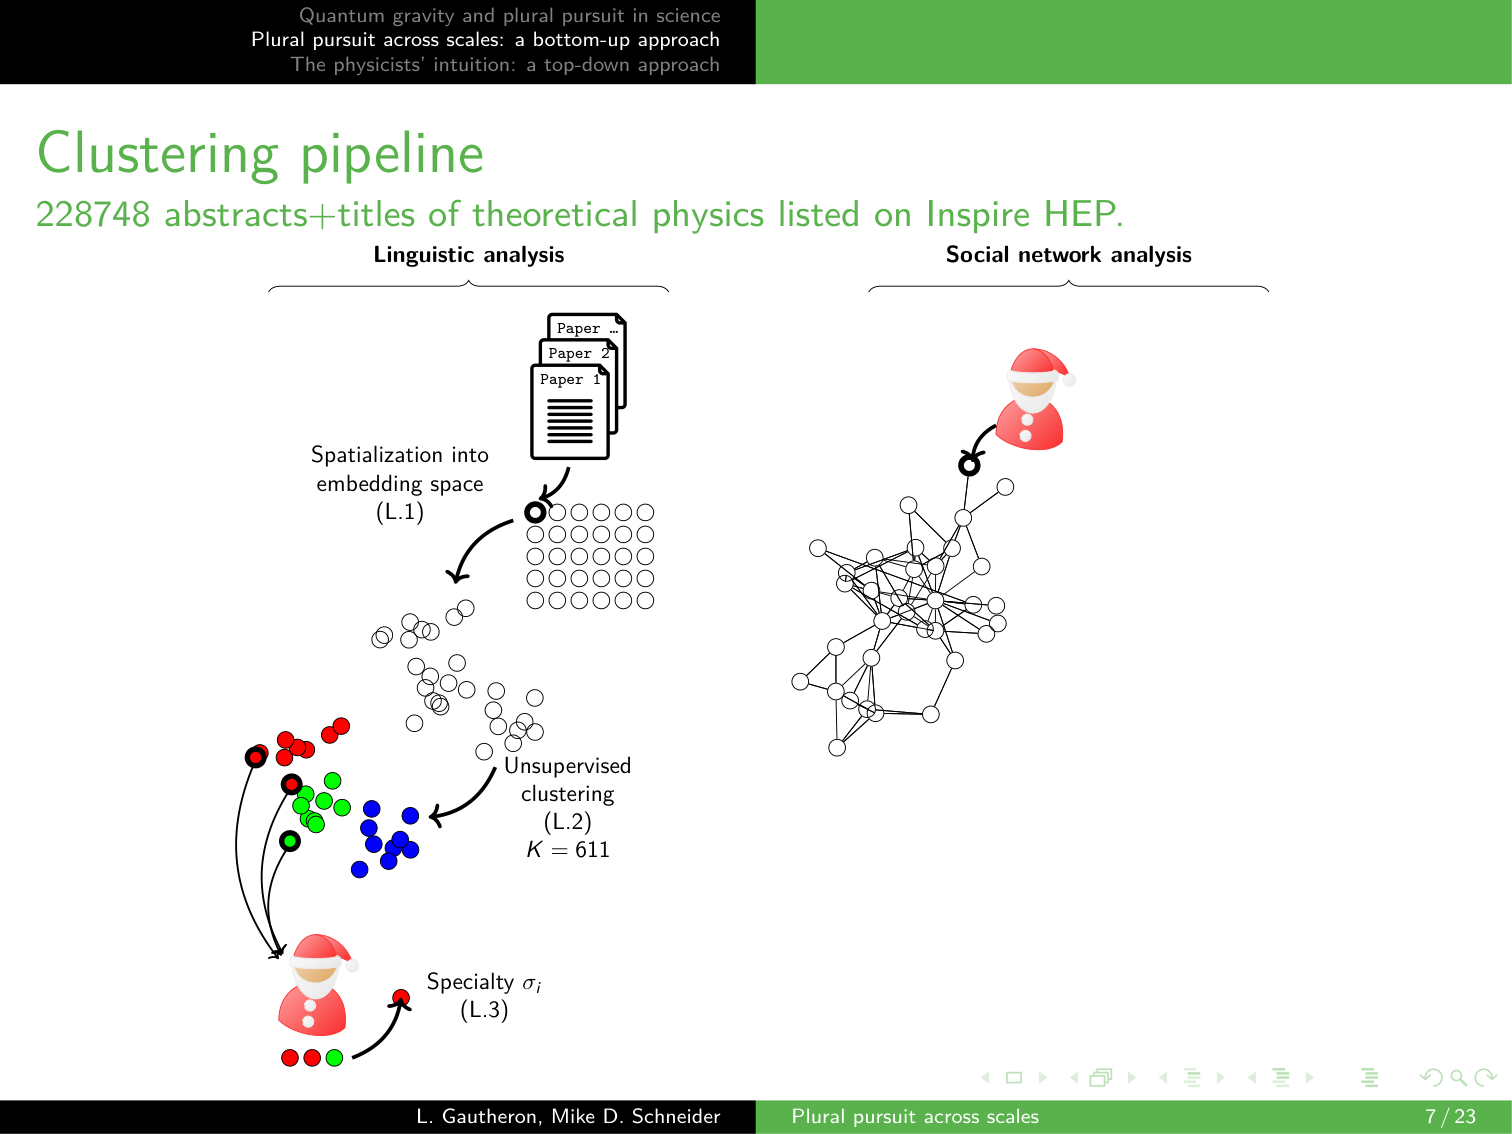 Quantum gravity and plural pursuit in science
Plural pursuit across scales: a bottom-up approach
The physicists' intuition: a top-down approach
Clustering pipeline
228748 abstracts+titles of theoretical physics listed on Inspire HEP.
Linguistic analysis
Social network analysis
Paper …
Paper 2
Paper 1
Spatialization into
embedding space
(L.1)
Unsupervised
clustering
(L.2)
K = 611
Specialty σi
(L.3)
L. Gautheron, Mike D. Schneider
Plural pursuit across scales
7 / 23